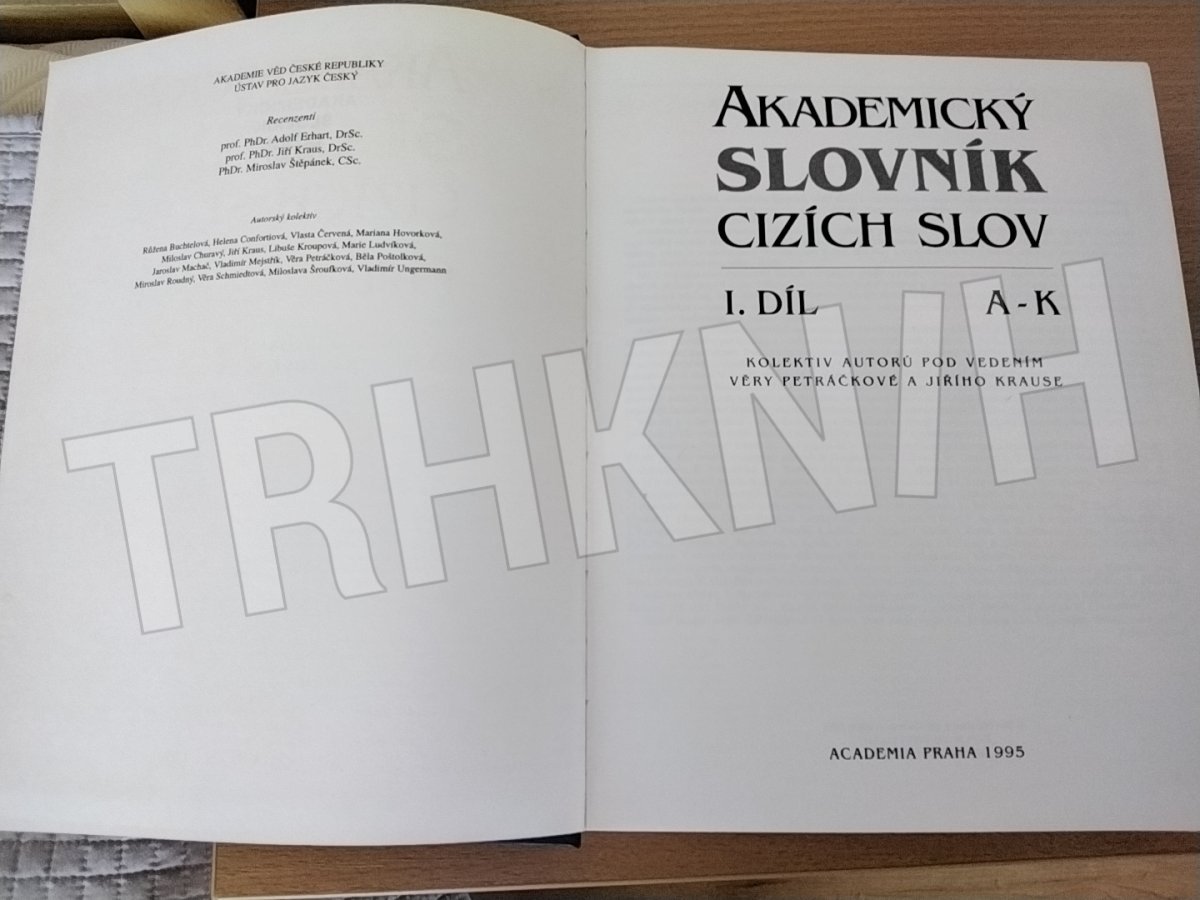 AKADEMIE VĚD ČESKÉ REPUBLIKY
ÚSTAV PRO JAZYK ČESKÝ
Recenzenti
prof. PhDr. Adolf Erhart, DrSc.
prof. PhDr. Jiří Kraus, DrSc.
PhDr. Miroslav Štěpánek, CSc.
Autorský kolektiv
Růžena Buchtelová, Helena Confortiová, Vlasta Červená, Mariana Hovorková,
Miloslav Churavý, Jiří Kraus, Libuše Kroupová, Marie Ludvíková,
Jaroslav Machač, Vladimír Mejstřík, Věra Petráčková, Běla Poštolková,
Miroslav Roudný, Věra Schmiedtová, Miloslava Šroufková, Vladimír Ungermann
AKADEMICKÝ
SLOVNÍK
CIZÍCH SLOV
I. DÍL A - K
KOLEKTIV AUTORŮ POD VEDENÍM
VĚRY PETRÁČKOVÉ A JIŘÍHO KRAUSE
ACADEMIA PRAHA 1995
TRHKNIH